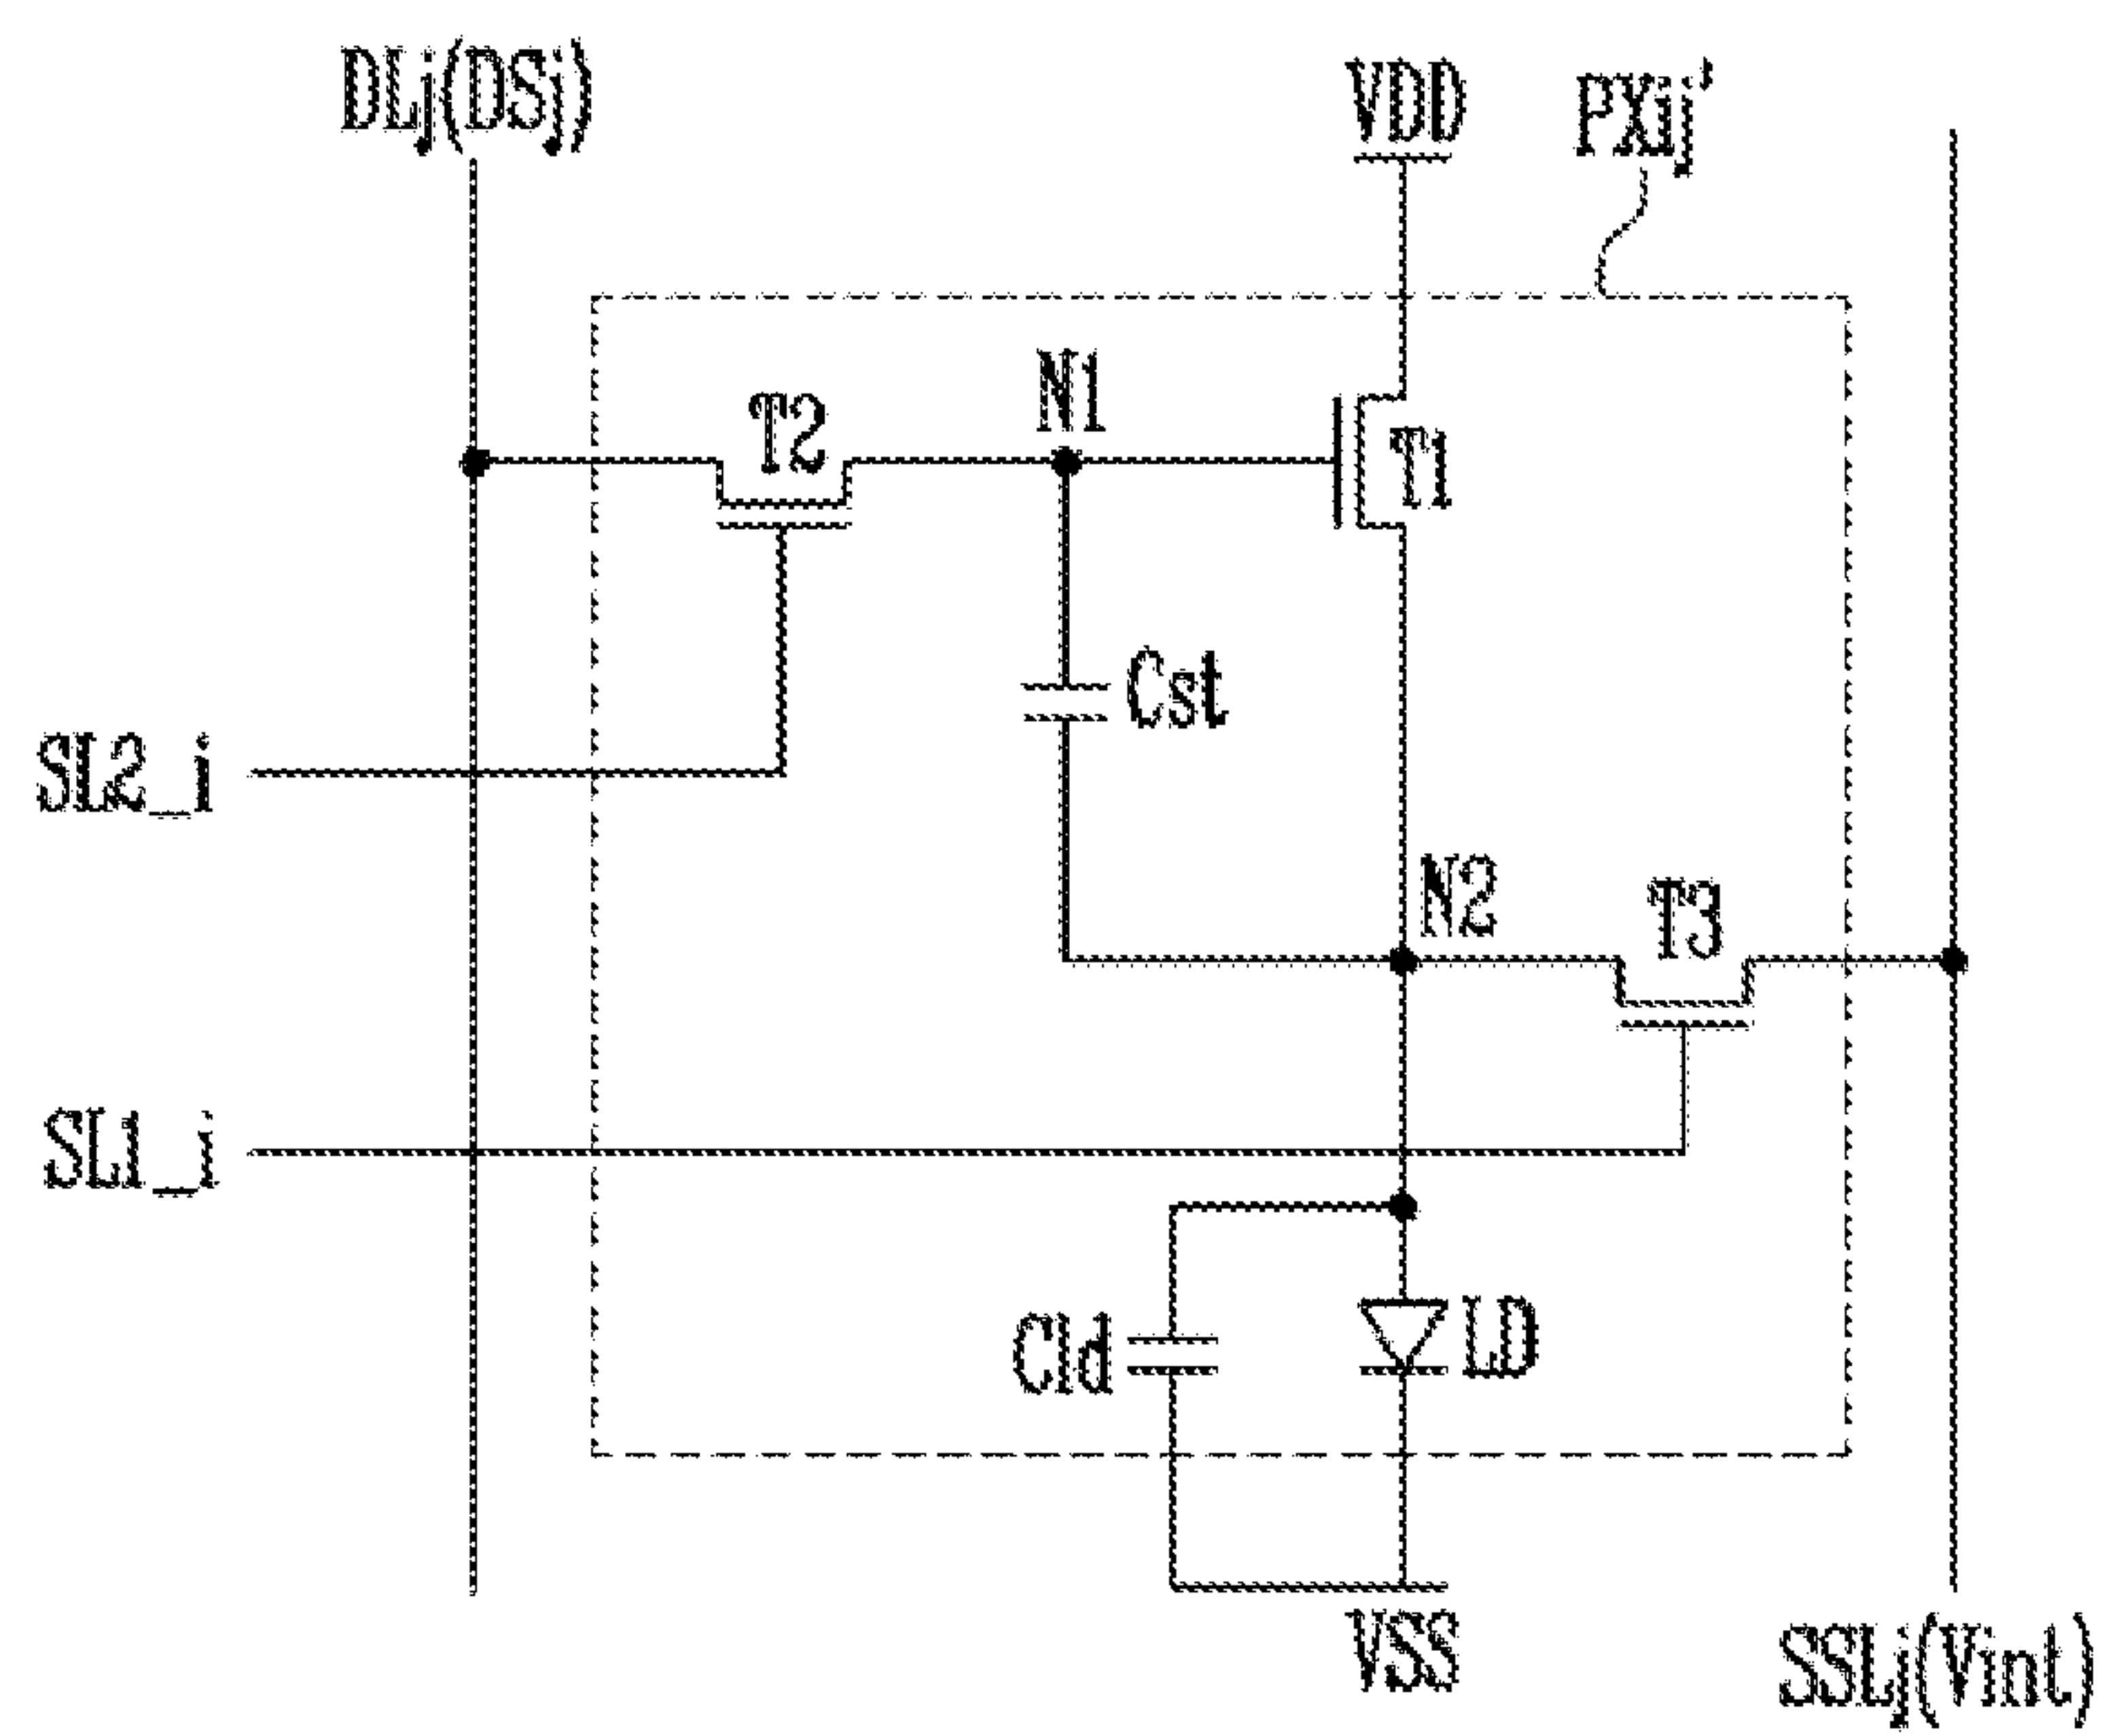 DLj(DSj)
VDD
PXij'
N1
T2
T1
Cst
SL2_i
N2
T3
SL1_i
Cld
LD
VSS
SSLj(Vint)